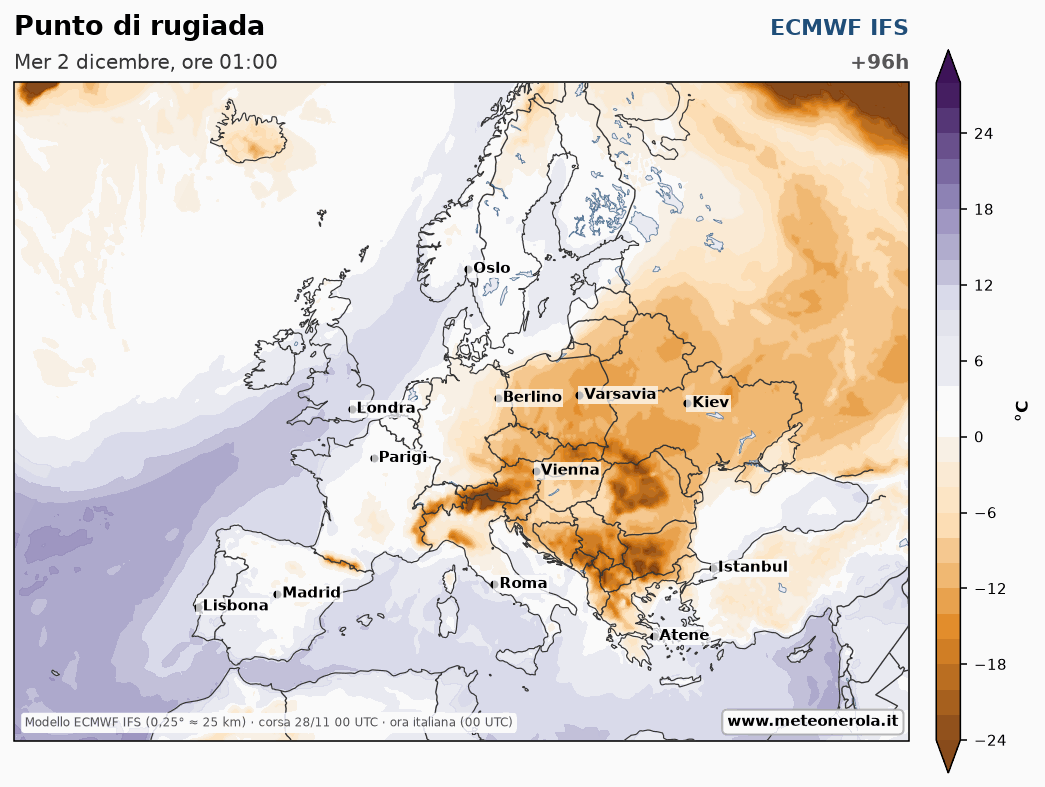 Punto di rugiada
ECMWF IFS
Mer 2 dicembre, ore 01:00
+96h
Oslo
Londra
Berlino
Varsavia
Kiev
Parigi
Vienna
Istanbul
Roma
Madrid
Lisbona
Atene
24
18
12
6
0
−6
−12
−18
−24
°C
Modello ECMWF IFS (0,25° ≈ 25 km) · corsa 28/11 00 UTC · ora italiana (00 UTC)
www.meteonerola.it